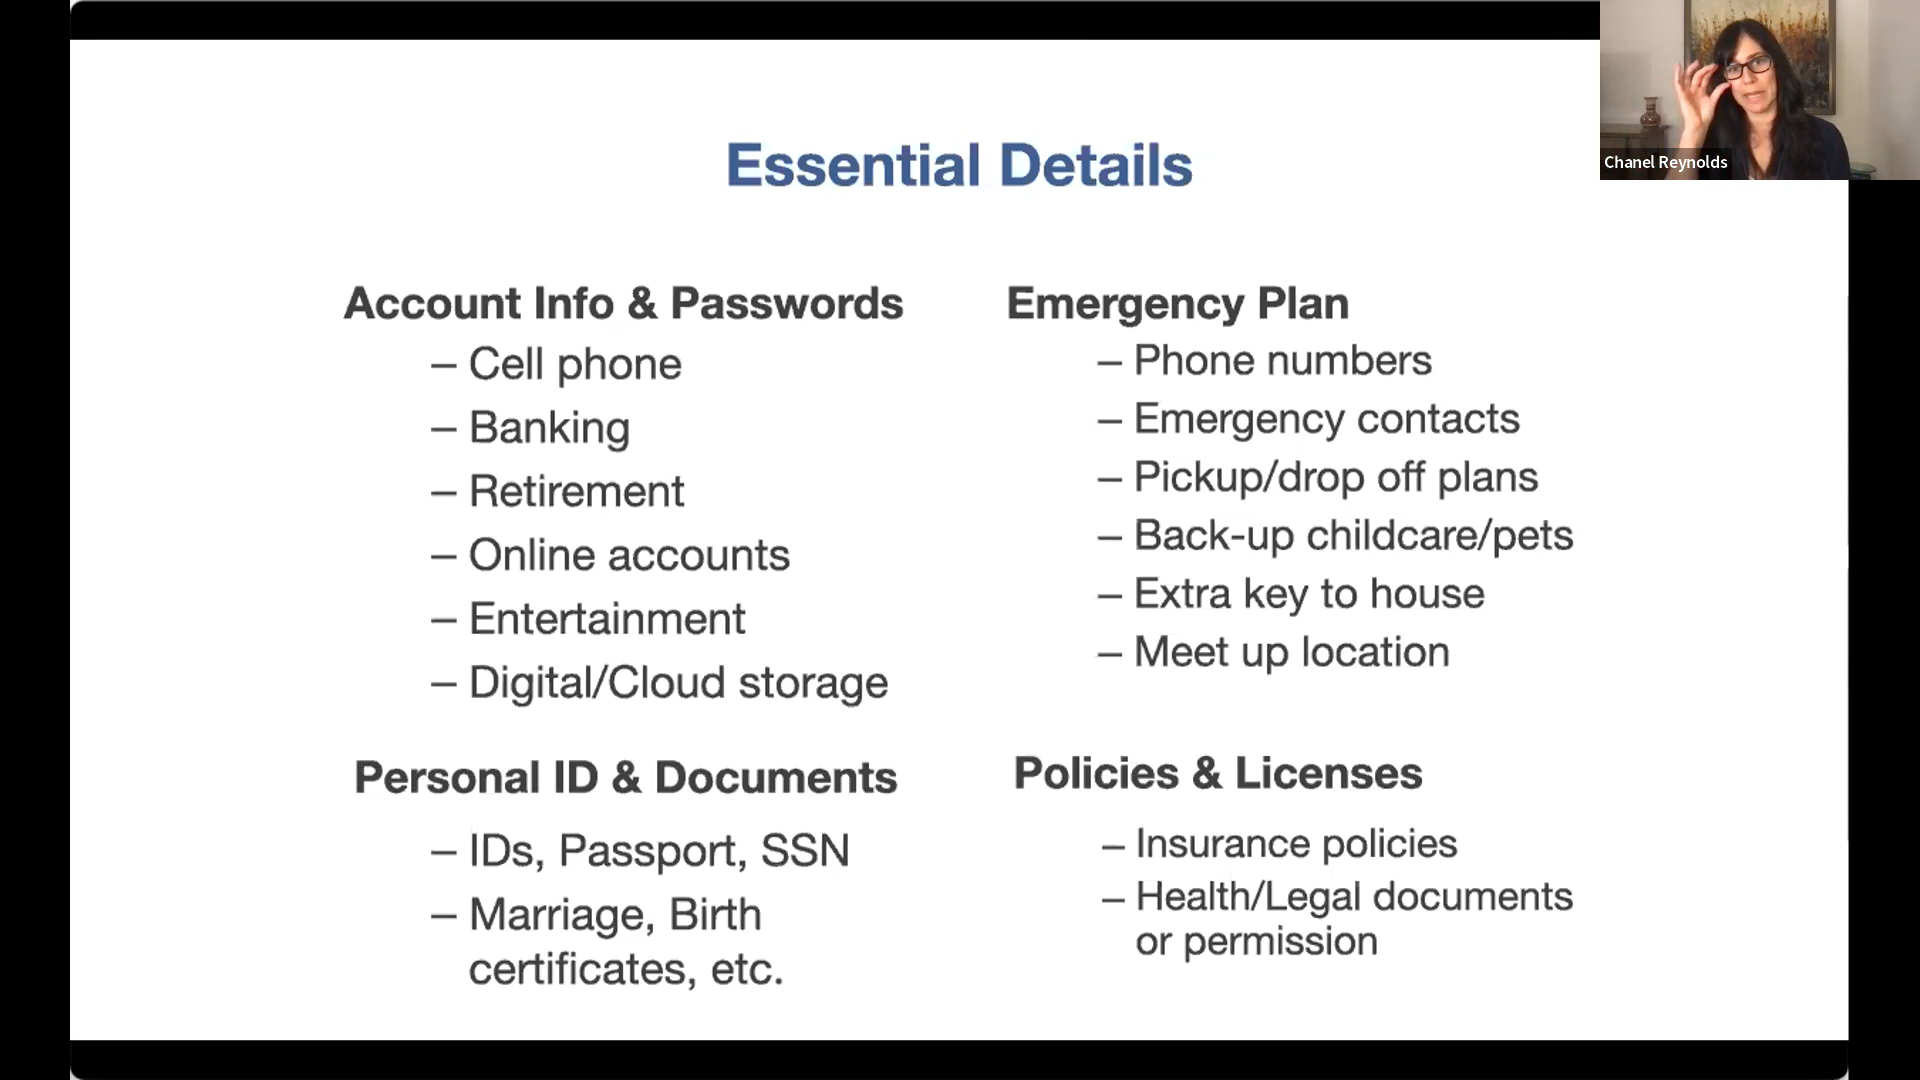 Essential Details
Account Info & Passwords
– Cell phone
– Banking
– Retirement
– Online accounts
– Entertainment
– Digital/Cloud storage
Personal ID & Documents
– IDs, Passport, SSN
– Marriage, Birth
certificates, etc.
Emergency Plan
– Phone numbers
– Emergency contacts
– Pickup/drop off plans
– Back-up childcare/pets
– Extra key to house
– Meet up location
Policies & Licenses
– Insurance policies
– Health/Legal documents
or permission
Chanel Reynolds